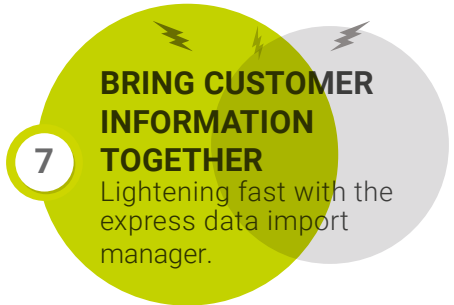 BRING CUSTOMER
INFORMATION
TOGETHER
7
Lightening fast with the
express data import
manager.